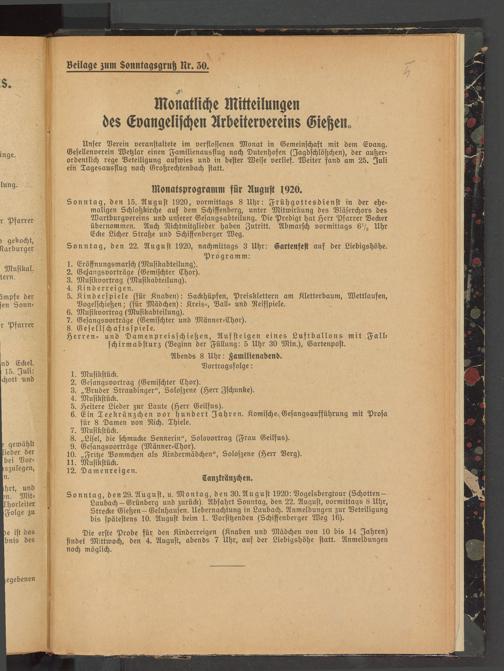 Beilage zum Sonntagsgruß Nr. 30.
5
Monatliche Mitteilungen
des Evangelischen Arbeitervereins Gießen.
Unser Verein veranstaltete im verflossenen Monat in Gemeinschaft mit dem Evang.
Gesellenverein Wetzlar einen Familienausflug nach Dutenhofen (Jagdschlößchen), der außer-
ordentlich rege Beteiligung aufwies und in bester Weise verlief. Weiter fand am 25. Juli
ein Tagesausflug nach Großrechtenbach statt.
Monatsprogramm für August 1920.
Sonntag, den 15. August 1920, vormittags 8 Uhr: Frühgottesdienst in der ehe-
maligen Schloßkirche auf dem Schiffenberg, unter Mitwirkung des Bläserchors des
Wartburgvereins und unserer Gesangsabteilung. Die Predigt hat Herr Pfarrer Becker
übernommen. Auch Nichtmitglieder haben Zutritt. Abmarsch vormittags Uhr,
Ecke Licher Straße und Schiffenberger Weg.
Sonntag, den 22. August 1920, nachmittags 3 Uhr: Gartenfest auf der Liebigshöhe.
Programm:
1. Eröffnungsmarsch (Musikabteilung).
2. Gesangsvorträge (Gemischter Chor).
3. Musikvortrag (Musikabteilung).
4. Kinderreigen.
5. Kinderspiele (für Knaben): Sackhüpfen, Preisklettern am Kletterbaum, Wettlaufen,
Vogelschießen; (für Mädchen): Kreis-, Ball- und Reifspiele.
6. Musikvortrag (Musikabteilung).
7. Gesangsvorträge (Gemischter und Männer-Chor).
8. Gesellschaftsspiele.
Herren- und Damenpreisschießen, Aufsteigen eines Luftballons mit Fall-
schirmabsturz (Beginn der Füllung: 5 Uhr 30 Min.), Gartenpost.
Abends 8 Uhr: Familienabend.
Vortragsfolge:
1. Musikstück.
2. Gesangvortrag (Gemischter Chor).
3. „Bruder Straubinger", Soloszene (Herr Zschunke).
4. Musikstück.
5. Heitere Lieder zur Laute (Herr Geilfus).
6. Ein Teekränzchen vor hundert Jahren. Komische Gesangsaufführung mit Prosa
für 8 Damen von Rich. Thiele.
7. Musikstück.
8. „Lisel, die schmucke Sennerin", Solovortrag (Frau Geilfus).
9. Gesangsvorträge (Männer-Chor).
10. „Fritze Bommchen als Kindermädchen", Soloszene (Herr Berg).
11. Musikstück.
12. Damenreigen.
Tanzkränzchen.
Sonntag, den 29. August, u. Montag, den 30. August 1920: Vogelsbergtour (Schotten–
Laubach–Grünberg und zurück). Abfahrt Sonntag, den 22. August, vormittags 8 Uhr,
Strecke Gießen–Gelnhausen. Uebernachtung in Laubach. Anmeldungen zur Beteiligung
bis spätestens 10. August beim 1. Vorsitzenden (Schiffenberger Weg 16).
Die erste Probe für den Kinderreigen (Knaben und Mädchen von 10 bis 14 Jahren)
findet Mittwoch, den 4. August, abends 7 Uhr, auf der Liebigshöhe statt. Anmeldungen
noch möglich.